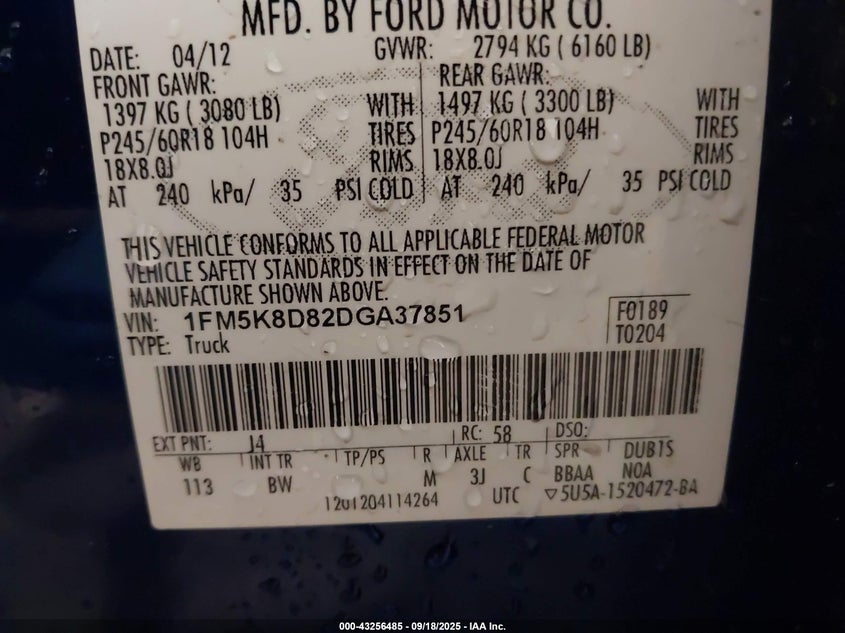 MFD. BY FORD MOTOR CO.
DATE: 04/12 GVWR: 2794 KG ( 6160 LB)
FRONT GAWR: REAR GAWR:
1397 KG ( 3080 LB) WITH 1497 KG ( 3300 LB) WITH
P245/60R18 104H TIRES P245/60R18 104H TIRES
18X8.0J RIMS 18X8.0J RIMS
AT 240 kPa/ 35 PSI COLD AT 240 kPa/ 35 PSI COLD
THIS VEHICLE CONFORMS TO ALL APPLICABLE FEDERAL MOTOR
VEHICLE SAFETY STANDARDS IN EFFECT ON THE DATE OF
MANUFACTURE SHOWN ABOVE.
VIN: 1FM5K8D82DGA37851 F0189
TYPE: Truck T0204
EXT PNT: J4 RC: 58 DSO:
WB INT TR TP/PS R AXLE TR SPR DUB1S
113 BW M 3J C BBAA NOA
1201204114264 UTC ▽5U5A-1520472-BA
000-43256485 - 09/18/2025 - IAA Inc.